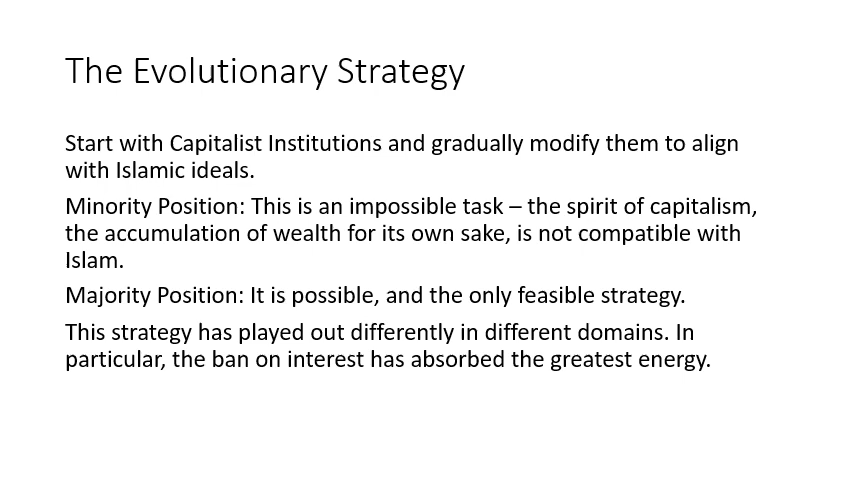 The Evolutionary Strategy
Start with Capitalist Institutions and gradually modify them to align
with Islamic ideals.
Minority Position: This is an impossible task – the spirit of capitalism,
the accumulation of wealth for its own sake, is not compatible with
Islam.
Majority Position: It is possible, and the only feasible strategy.
This strategy has played out differently in different domains. In
particular, the ban on interest has absorbed the greatest energy.